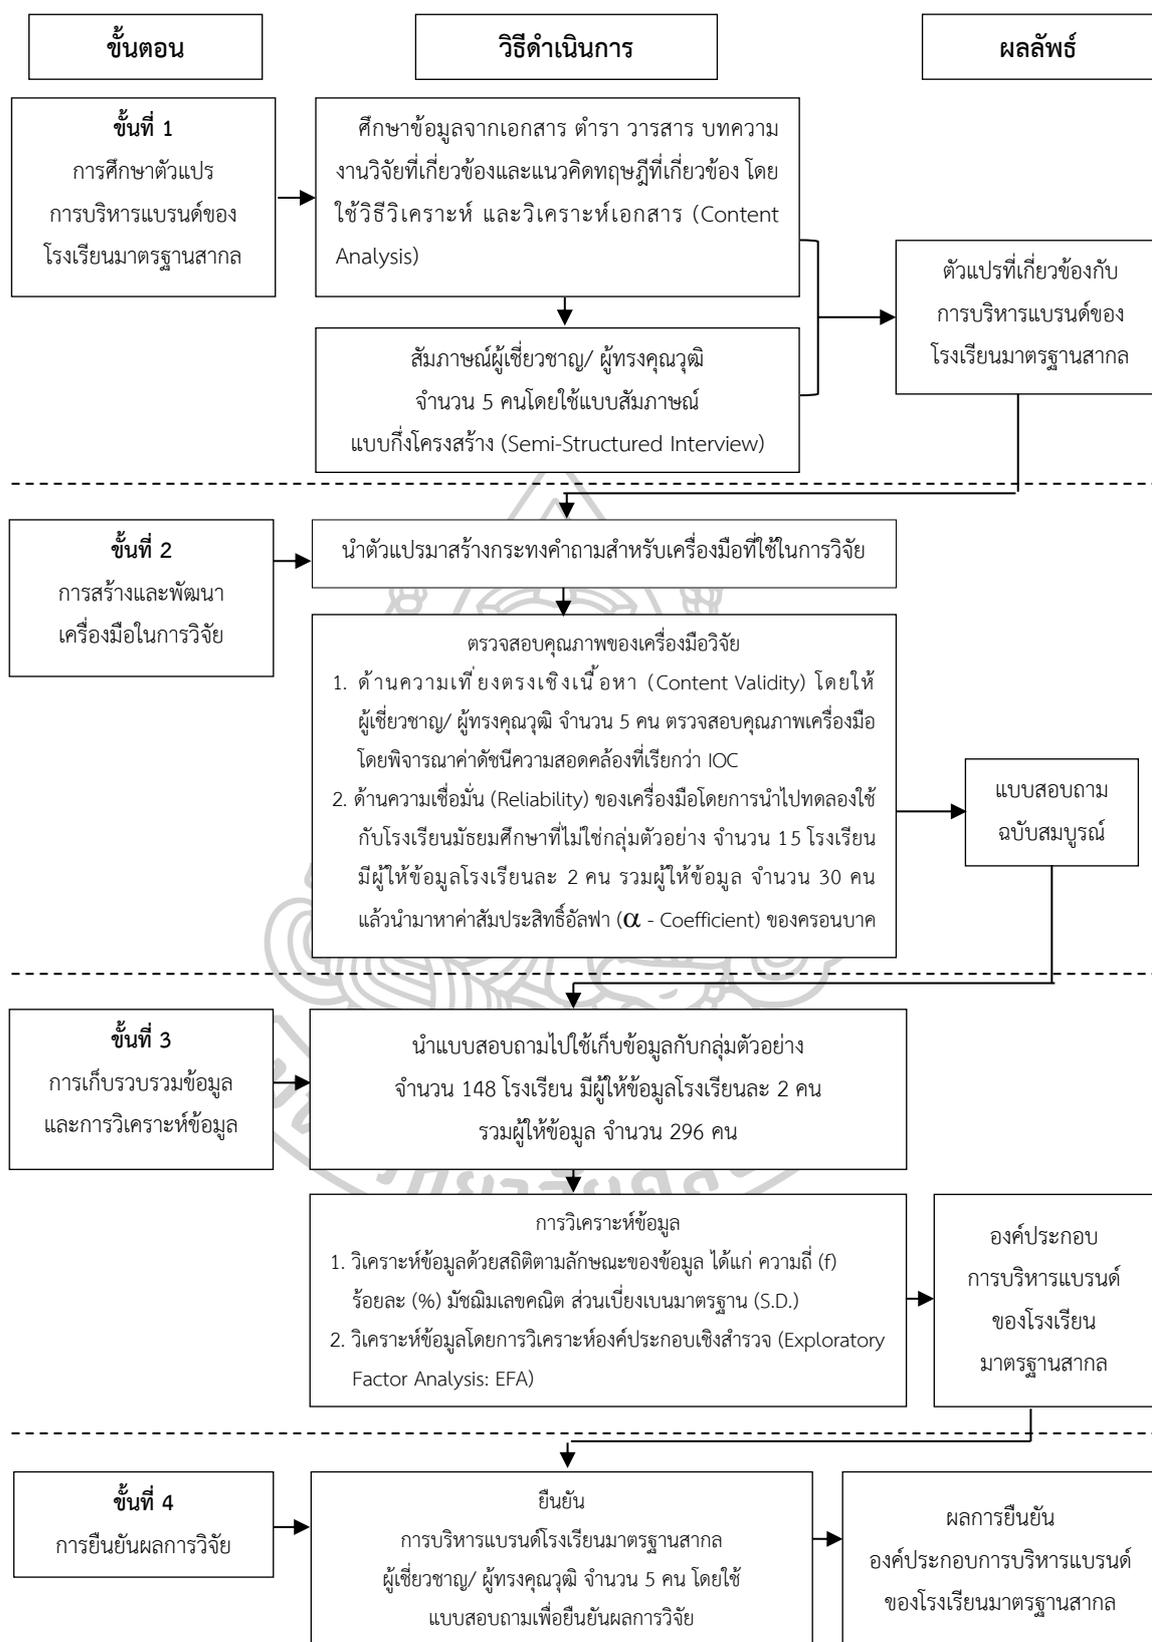 ขั้นตอน
วิธีดำเนินการ
ผลลัพธ์
ขั้นที่ 1
การศึกษาตัวแปร
การบริหารแบรนด์ของ
โรงเรียนมาตรฐานสากล
ศึกษาข้อมูลจากเอกสาร ตำรา วารสาร บทความ
งานวิจัยที่เกี่ยวข้องและแนวคิดทฤษฎีที่เกี่ยวข้อง โดย
ใช้วิธีวิเคราะห์ และวิเคราะห์เอกสาร (Content
Analysis)
สัมภาษณ์ผู้เชี่ยวชาญ/ ผู้ทรงคุณวุฒิ
จำนวน 5 คนโดยใช้แบบสัมภาษณ์
แบบกึ่งโครงสร้าง (Semi-Structured Interview)
ตัวแปรที่เกี่ยวข้องกับ
การบริหารแบรนด์ของ
โรงเรียนมาตรฐานสากล
ขั้นที่ 2
การสร้างและพัฒนา
เครื่องมือในการวิจัย
นำตัวแปรมาสร้างกระทงคำถามสำหรับเครื่องมือที่ใช้ในการวิจัย
ตรวจสอบคุณภาพของเครื่องมือวิจัย
1. ด้านความเที่ยงตรงเชิงเนื้อหา (Content Validity) โดยให้
ผู้เชี่ยวชาญ/ ผู้ทรงคุณวุฒิ จำนวน 5 คน ตรวจสอบคุณภาพเครื่องมือ
โดยพิจารณาค่าดัชนีความสอดคล้องที่เรียกว่า IOC
2. ด้านความเชื่อมั่น (Reliability) ของเครื่องมือโดยการนำไปทดลองใช้
กับโรงเรียนมัธยมศึกษาที่ไม่ใช่กลุ่มตัวอย่าง จำนวน 15 โรงเรียน
มีผู้ให้ข้อมูลโรงเรียนละ 2 คน รวมผู้ให้ข้อมูล จำนวน 30 คน
แล้วนำมาหาค่าสัมประสิทธิ์อัลฟา (α - Coefficient) ของครอนบาค
แบบสอบถาม
ฉบับสมบูรณ์
ขั้นที่ 3
การเก็บรวบรวมข้อมูล
และการวิเคราะห์ข้อมูล
นำแบบสอบถามไปใช้เก็บข้อมูลกับกลุ่มตัวอย่าง
จำนวน 148 โรงเรียน มีผู้ให้ข้อมูลโรงเรียนละ 2 คน
รวมผู้ให้ข้อมูล จำนวน 296 คน
การวิเคราะห์ข้อมูล
1. วิเคราะห์ข้อมูลด้วยสถิติตามลักษณะของข้อมูล ได้แก่ ความถี่ (f)
ร้อยละ (%) มัชฌิมเลขคณิต ส่วนเบี่ยงเบนมาตรฐาน (S.D.)
2. วิเคราะห์ข้อมูลโดยการวิเคราะห์องค์ประกอบเชิงสำรวจ (Exploratory
Factor Analysis: EFA)
องค์ประกอบ
การบริหารแบรนด์
ของโรงเรียน
มาตรฐานสากล
ขั้นที่ 4
การยืนยันผลการวิจัย
ยืนยัน
การบริหารแบรนด์โรงเรียนมาตรฐานสากล
ผู้เชี่ยวชาญ/ ผู้ทรงคุณวุฒิ จำนวน 5 คน โดยใช้
แบบสอบถามเพื่อยืนยันผลการวิจัย
ผลการยืนยัน
องค์ประกอบการบริหารแบรนด์
ของโรงเรียนมาตรฐานสากล